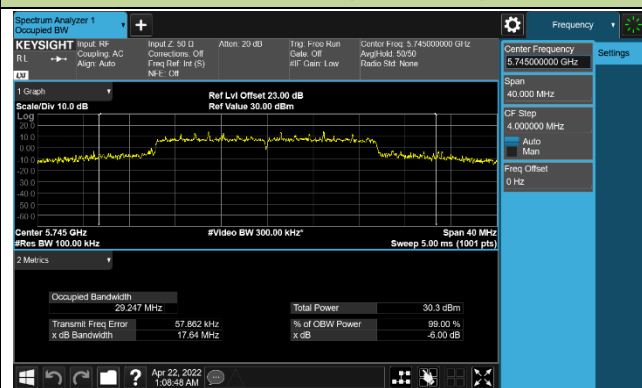 Spectrum Analyzer 1
Occupied BW
Frequency
KEYSIGHT
RL
LXI
Input: RF
Coupling: AC
Align: Auto
Input Z: 50 Ω
Corrections: Off
Freq Ref: Int (S)
NFE: Off
Atten: 20 dB
Trig: Free Run
Gate: Off
#IF Gain: Low
Center Freq: 5.745000000 GHz
Avg|Hold: 50/50
Radio Std: None
Center Frequency
5.745000000 GHz
Settings
Span
40.000 MHz
CF Step
4.000000 MHz
Auto
Man
Freq Offset
0 Hz
1 Graph
Scale/Div 10.0 dB
Ref Lvl Offset 23.00 dB
Ref Value 30.00 dBm
Log
20.0
10.0
0.00
-10.0
-20.0
-30.0
-40.0
-50.0
-60.0
Center 5.745 GHz
#Res BW 100.00 kHz
#Video BW 300.00 kHz*
Span 40 MHz
Sweep 5.00 ms (1001 pts)
2 Metrics
Occupied Bandwidth
29.247 MHz
Total Power 30.3 dBm
Transmit Freq Error 57.862 kHz
% of OBW Power 99.00 %
x dB Bandwidth 17.64 MHz
x dB -6.00 dB
?
Apr 22, 2022
1:08:48 AM